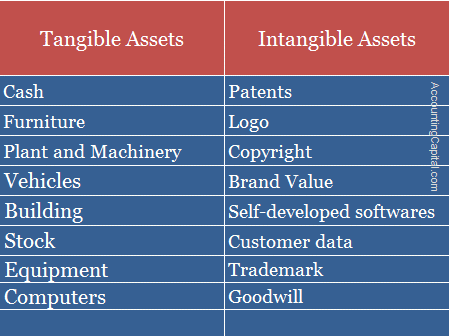 Tangible Assets Intangible Assets
Cash Patents
Furniture Logo
Plant and Machinery Copyright
Vehicles Brand Value
Building Self-developed softwares
Stock Customer data
Equipment Trademark
Computers Goodwill
AccountingCapital.com